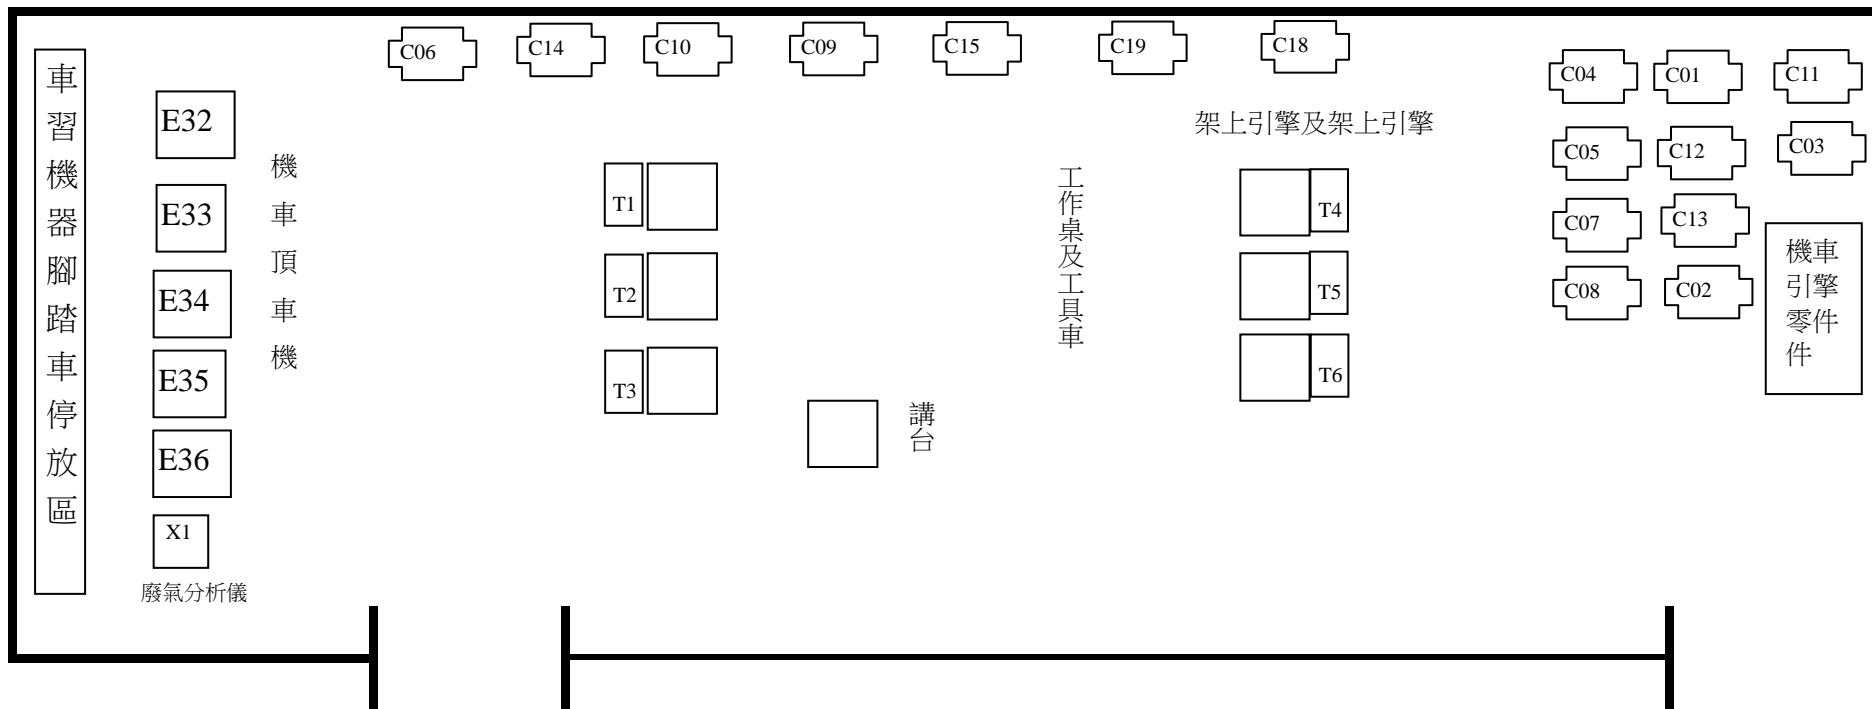 車習機器腳踏車停放區
E32
E33
E34
E35
E36
X1
廢氣分析儀
機車頂車機
C06
C14
C10
C09
C15
C19
C18
架上引擎及架上引擎
T1
T2
T3
講台
工作桌及工具車
T4
T5
T6
C04
C01
C11
C05
C12
C03
C07
C13
C08
C02
機車
引擎
零件
件